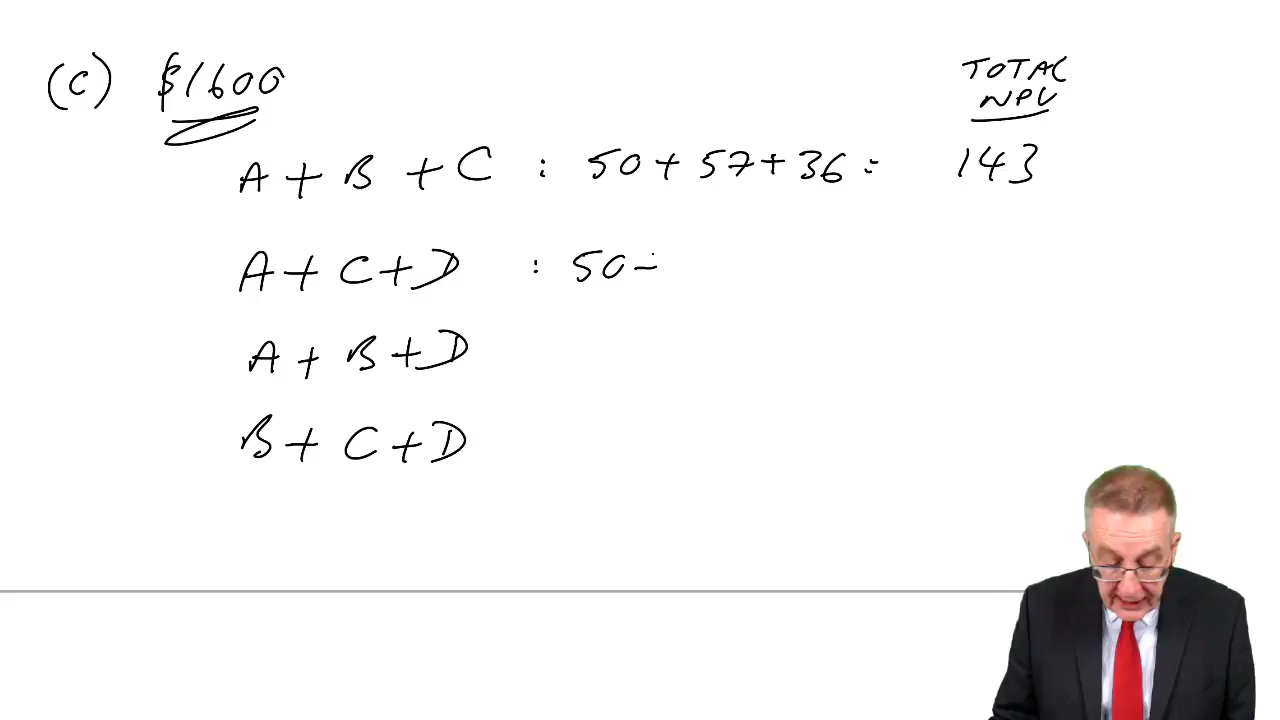 (C) $1600
TOTAL
NPV
A + B + C : 50 + 57 + 36 = 143
A + C + D : 50 -
A + B + D
B + C + D